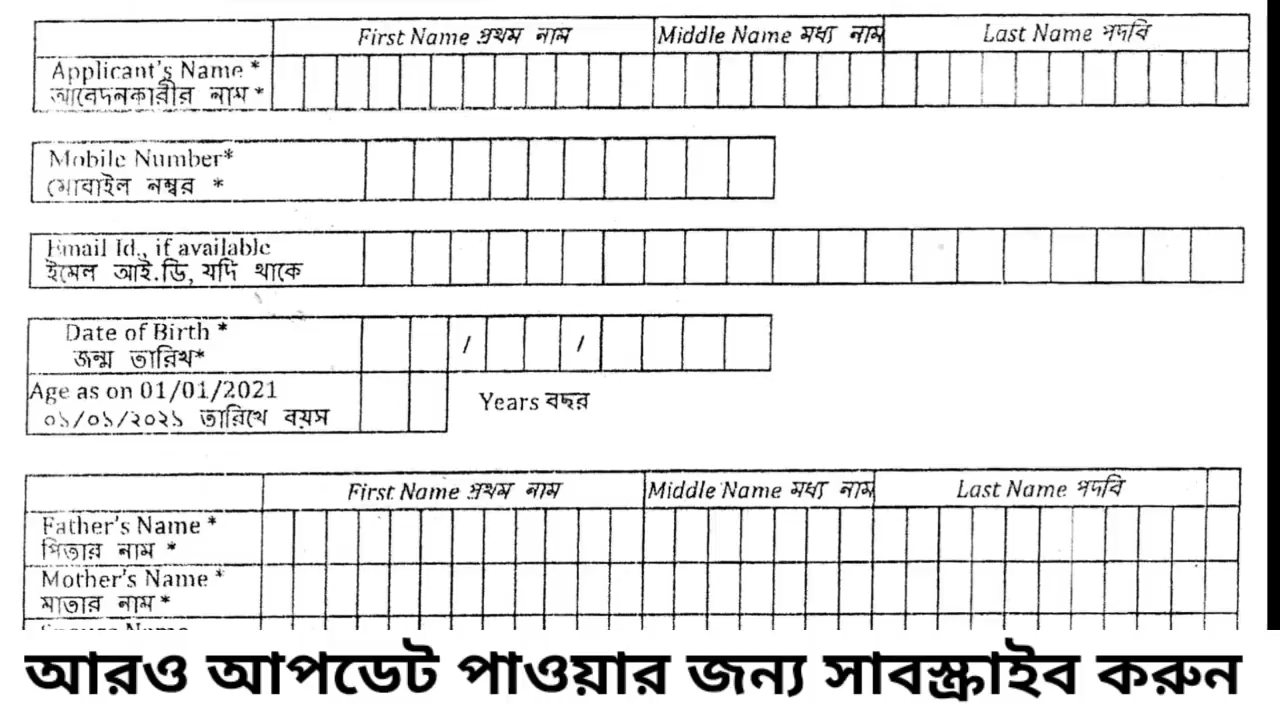 First Name প্রথম নাম Middle Name মধ্য নাম Last Name পদবি
Applicant's Name *
আবেদনকারীর নাম *
Mobile Number*
মোবাইল নম্বর *
Email Id., if available
ইমেল আই.ডি, যদি থাকে
Date of Birth *
জন্ম তারিখ*
/ /
Age as on 01/01/2021
০১/০১/২০২১ তারিখে বয়স
Years বছর
First Name প্রথম নাম Middle Name মধ্য নাম Last Name পদবি
Father's Name *
পিতার নাম *
Mother's Name *
মাতার নাম *
আরও আপডেট পাওয়ার জন্য সাবস্ক্রাইব করুন